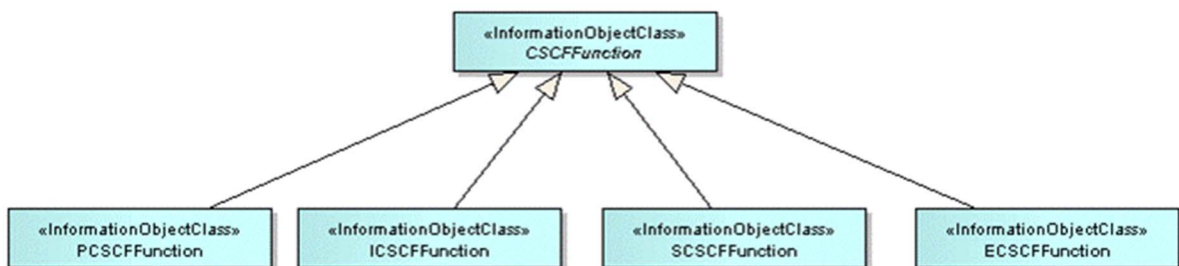 «InformationObjectClass»
CSCFFunction
«InformationObjectClass»
PCSCFFunction
«InformationObjectClass»
ICSCFFunction
«InformationObjectClass»
SCSCFFunction
«InformationObjectClass»
ECSCFFunction